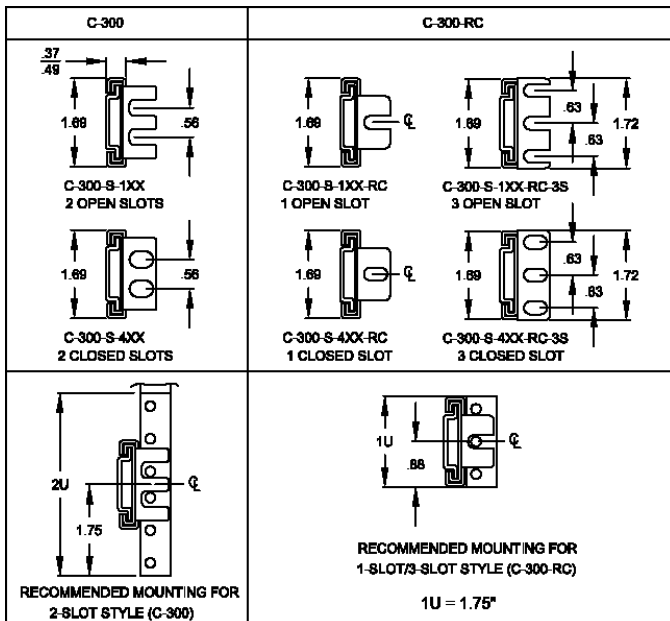 C-300
C-300-RC
.37
.49
1.69
.56
C-300-S-1XX
2 OPEN SLOTS
1.69
℄
C-300-S-1XX-RC
1 OPEN SLOT
1.69
.63
.63
1.72
C-300-S-1XX-RC-3S
3 OPEN SLOT
1.69
.56
C-300-S-4XX
2 CLOSED SLOTS
1.69
℄
C-300-S-4XX-RC
1 CLOSED SLOT
1.69
.63
.63
1.72
C-300-S-4XX-RC-3S
3 CLOSED SLOT
2U
1.75
℄
RECOMMENDED MOUNTING FOR
2-SLOT STYLE (C-300)
1U
.88
℄
RECOMMENDED MOUNTING FOR
1-SLOT/3-SLOT STYLE (C-300-RC)
1U = 1.75"